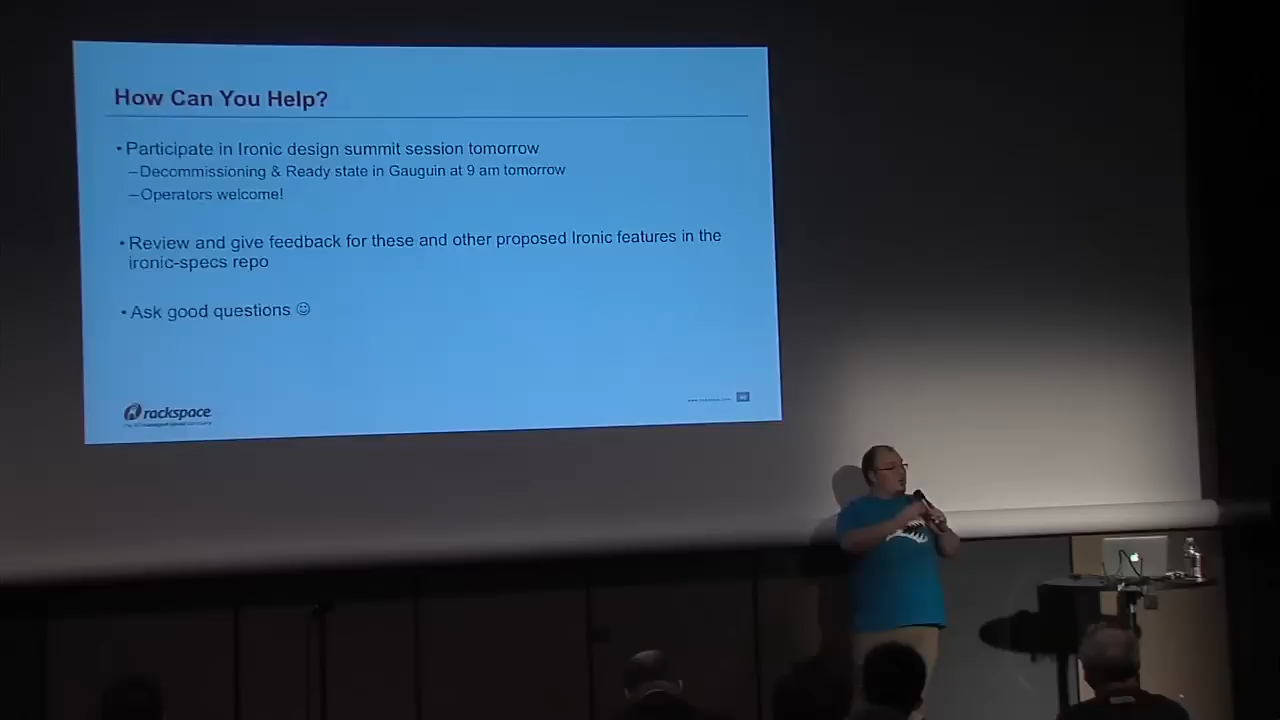 How Can You Help?
• Participate in Ironic design summit session tomorrow
–Decommissioning & Ready state in Gauguin at 9 am tomorrow
–Operators welcome!
• Review and give feedback for these and other proposed Ironic features in the
ironic-specs repo
• Ask good questions ☺
rackspace